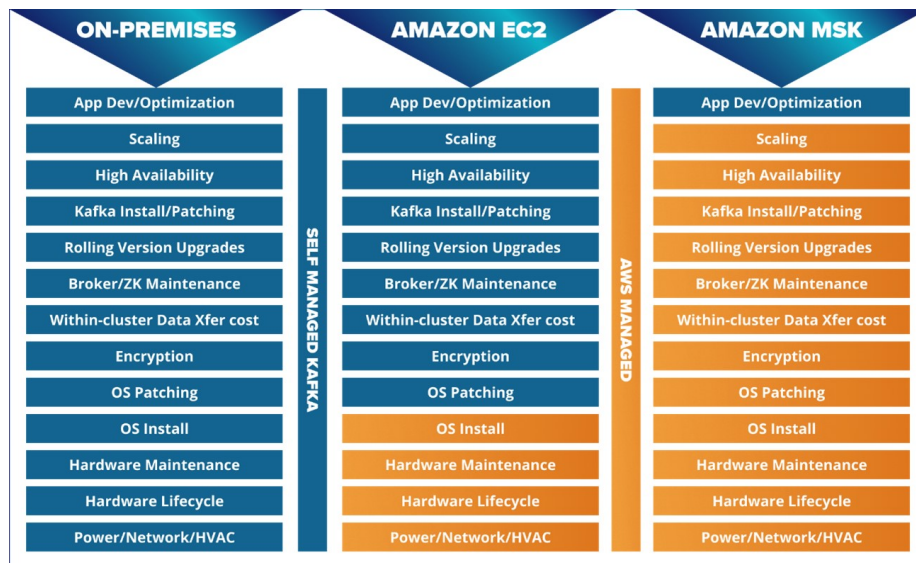 ON-PREMISES
App Dev/Optimization
Scaling
High Availability
Kafka Install/Patching
Rolling Version Upgrades
Broker/ZK Maintenance
Within-cluster Data Xfer cost
Encryption
OS Patching
OS Install
Hardware Maintenance
Hardware Lifecycle
Power/Network/HVAC
SELF MANAGED KAFKA
AMAZON EC2
App Dev/Optimization
Scaling
High Availability
Kafka Install/Patching
Rolling Version Upgrades
Broker/ZK Maintenance
Within-cluster Data Xfer cost
Encryption
OS Patching
OS Install
Hardware Maintenance
Hardware Lifecycle
Power/Network/HVAC
AWS MANAGED
AMAZON MSK
App Dev/Optimization
Scaling
High Availability
Kafka Install/Patching
Rolling Version Upgrades
Broker/ZK Maintenance
Within-cluster Data Xfer cost
Encryption
OS Patching
OS Install
Hardware Maintenance
Hardware Lifecycle
Power/Network/HVAC